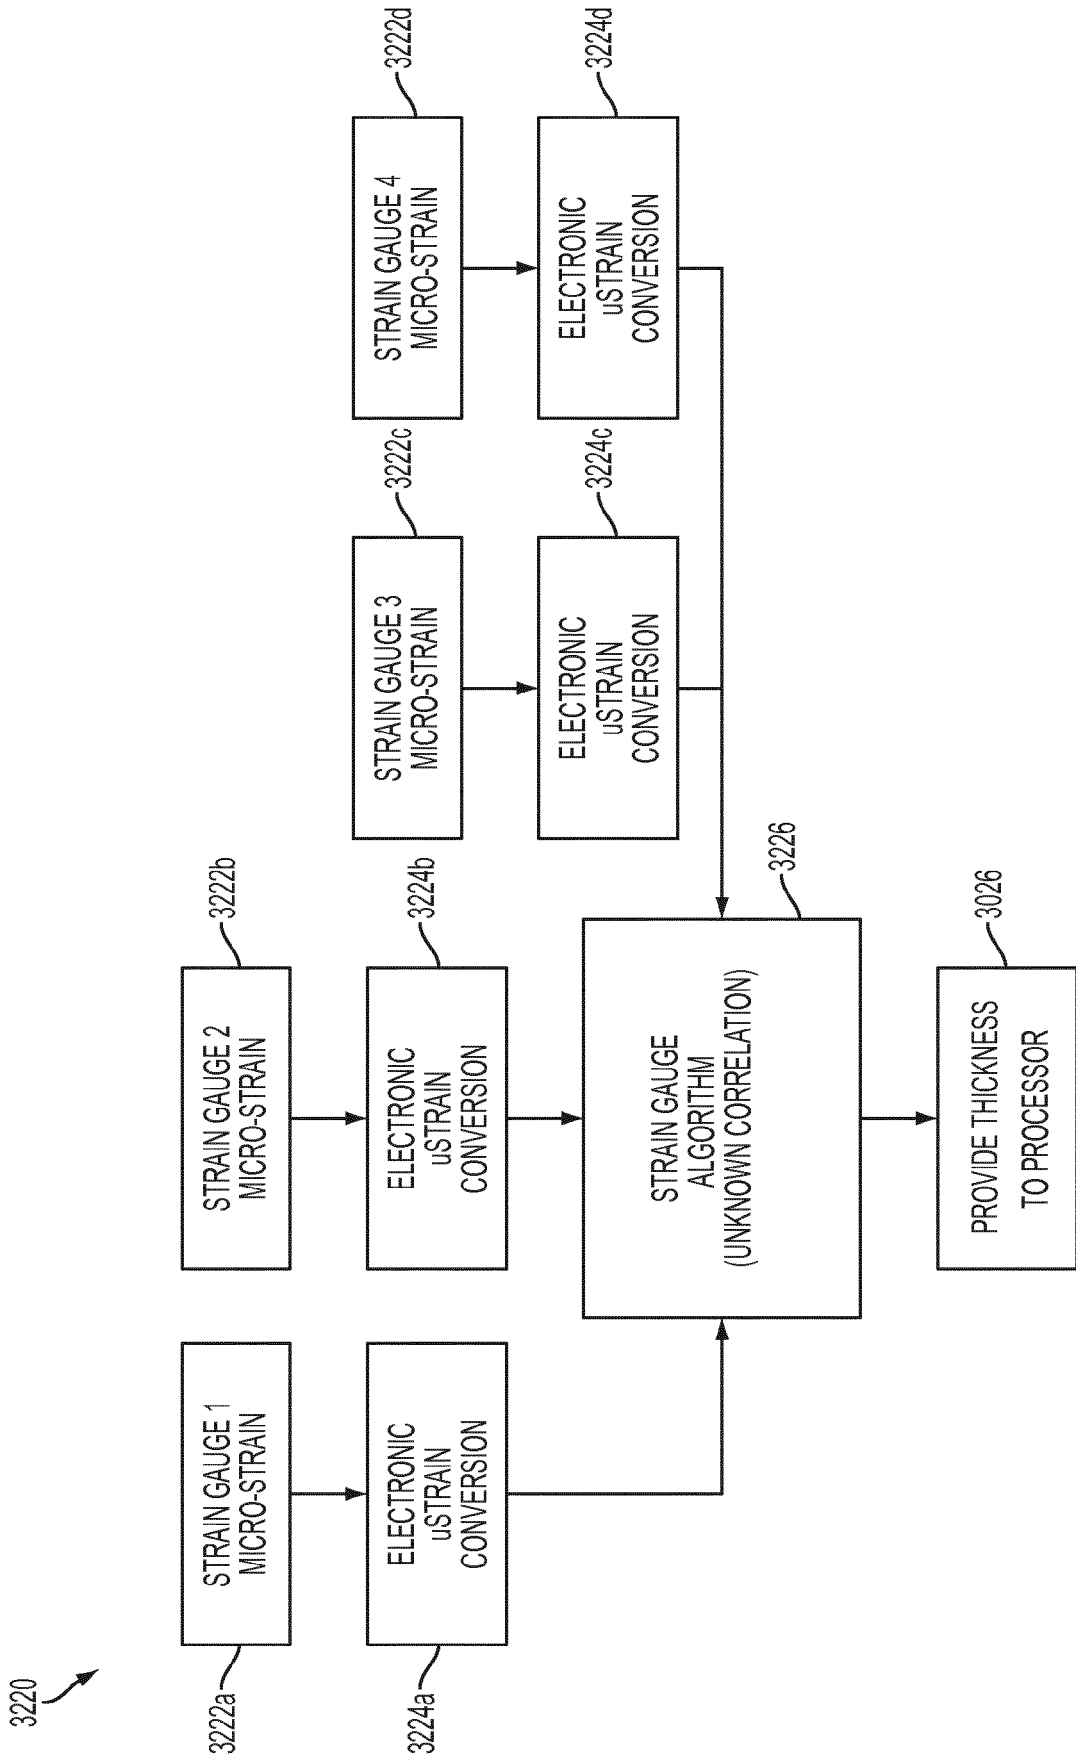 3220
3222a
STRAIN GAUGE 1
MICRO-STRAIN
3224a
ELECTRONIC
uSTRAIN
CONVERSION
3222b
STRAIN GAUGE 2
MICRO-STRAIN
3224b
ELECTRONIC
uSTRAIN
CONVERSION
3222c
STRAIN GAUGE 3
MICRO-STRAIN
3224c
ELECTRONIC
uSTRAIN
CONVERSION
3222d
STRAIN GAUGE 4
MICRO-STRAIN
3224d
ELECTRONIC
uSTRAIN
CONVERSION
3226
STRAIN GAUGE
ALGORITHM
(UNKNOWN CORRELATION)
3026
PROVIDE THICKNESS
TO PROCESSOR